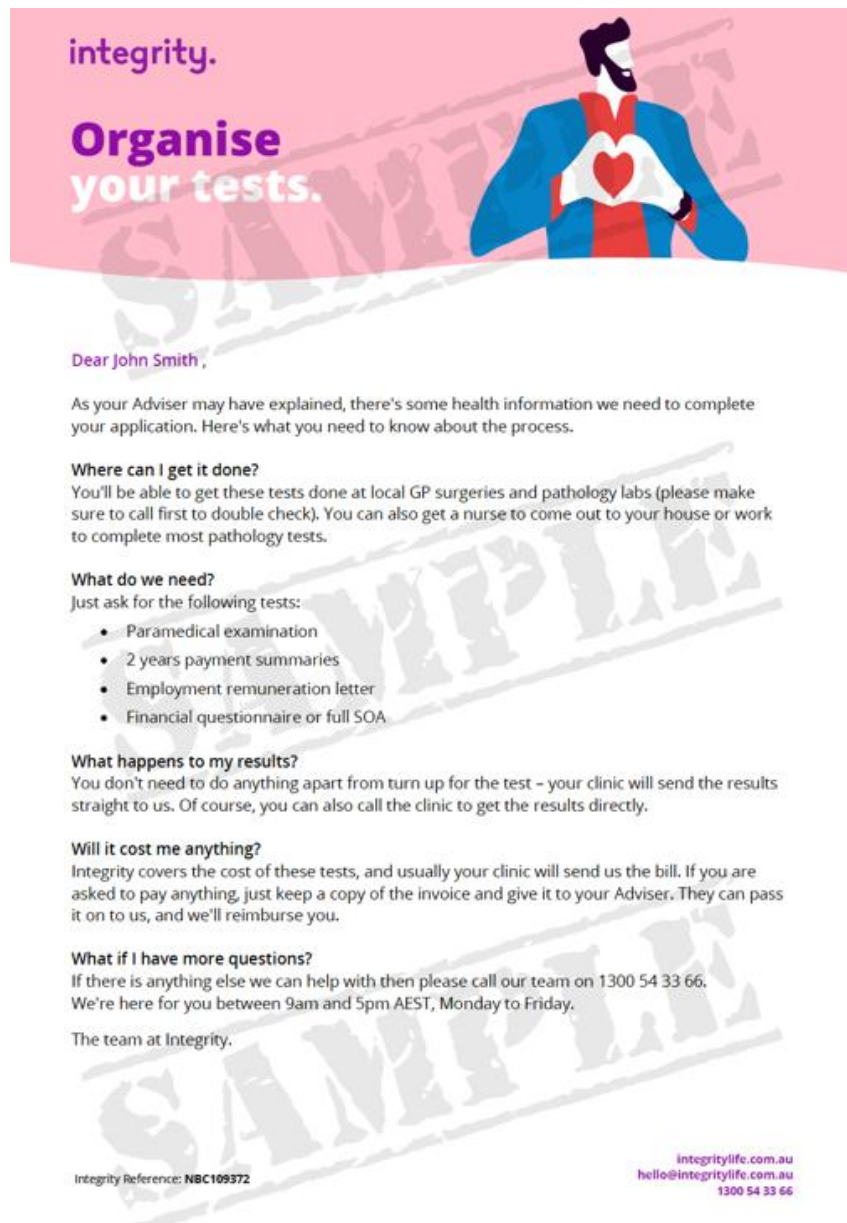 integrity.
Organise
your tests.
Dear John Smith ,
As your Adviser may have explained, there's some health information we need to complete
your application. Here's what you need to know about the process.
Where can I get it done?
You'll be able to get these tests done at local GP surgeries and pathology labs (please make
sure to call first to double check). You can also get a nurse to come out to your house or work
to complete most pathology tests.
What do we need?
Just ask for the following tests:
• Paramedical examination
• 2 years payment summaries
• Employment remuneration letter
• Financial questionnaire or full SOA
What happens to my results?
You don't need to do anything apart from turn up for the test – your clinic will send the results
straight to us. Of course, you can also call the clinic to get the results directly.
Will it cost me anything?
Integrity covers the cost of these tests, and usually your clinic will send us the bill. If you are
asked to pay anything, just keep a copy of the invoice and give it to your Adviser. They can pass
it on to us, and we'll reimburse you.
What if I have more questions?
If there is anything else we can help with then please call our team on 1300 54 33 66.
We're here for you between 9am and 5pm AEST, Monday to Friday.
The team at Integrity.
Integrity Reference: NBC109372
integritylife.com.au
hello@integritylife.com.au
1300 54 33 66
SAMPLE
SAMPLE
SAMPLE